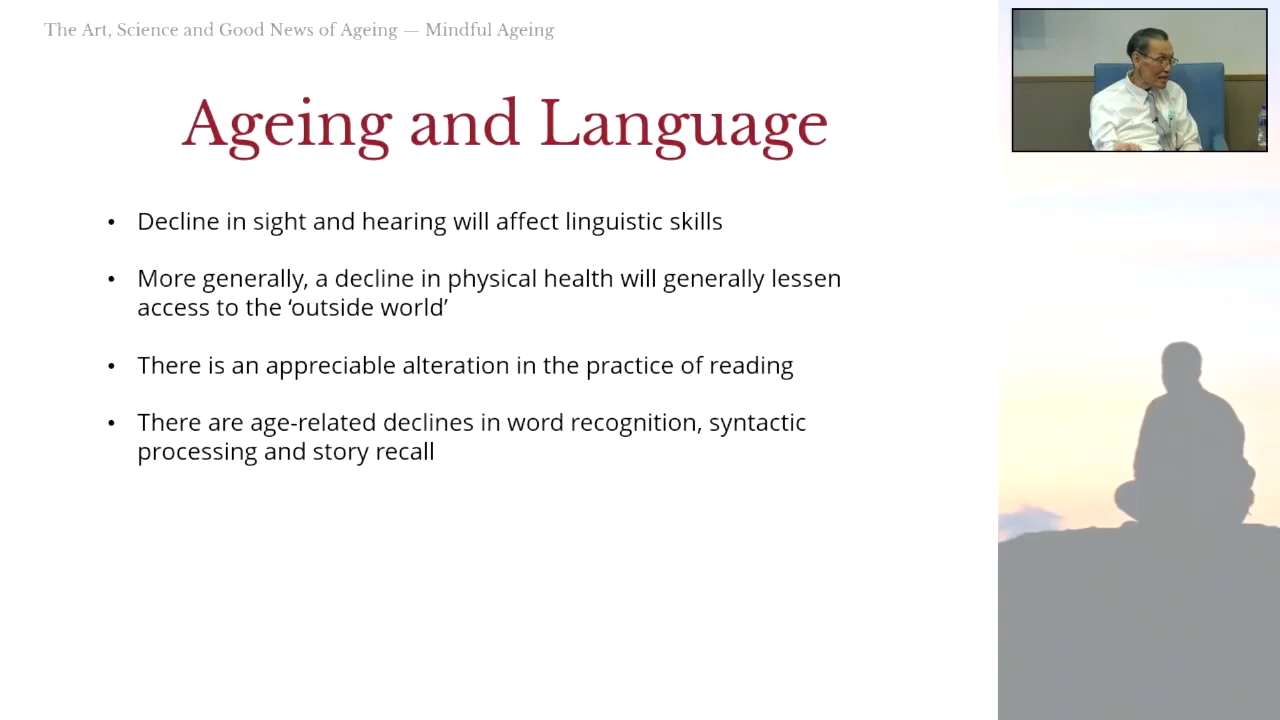 The Art, Science and Good News of Ageing — Mindful Ageing
Ageing and Language
• Decline in sight and hearing will affect linguistic skills
• More generally, a decline in physical health will generally lessen
access to the ‘outside world’
• There is an appreciable alteration in the practice of reading
• There are age-related declines in word recognition, syntactic
processing and story recall